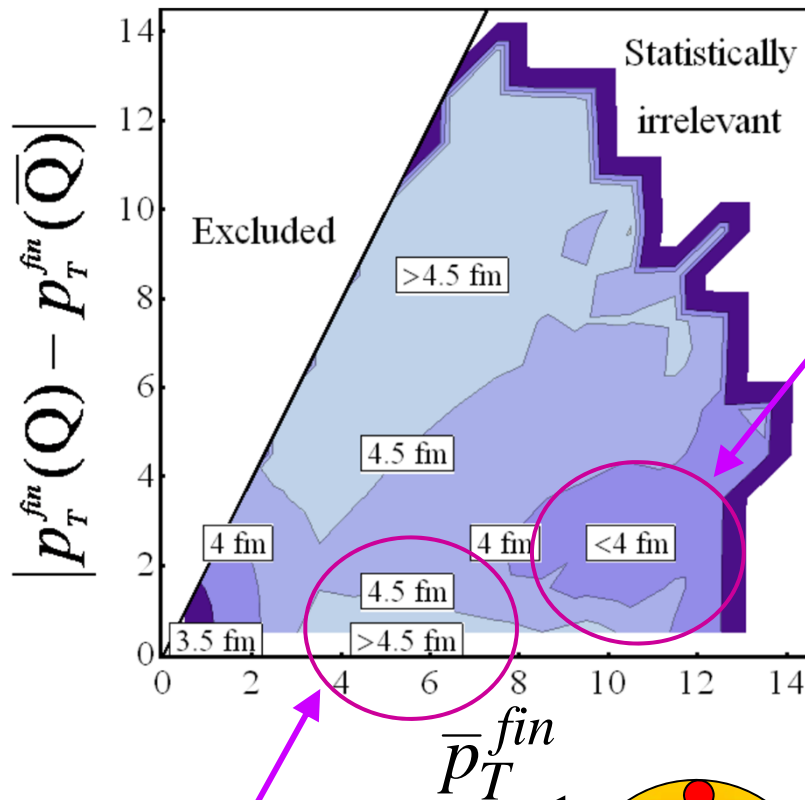 14
12
10
8
6
4
2
0
|p_T^{fin}(Q) − p_T^{fin}(Q̅)|
Statistically
irrelevant
Excluded
>4.5 fm
4.5 fm
4 fm
4 fm
<4 fm
4.5 fm
3.5 fm
>4.5 fm
0 2 4 6 8 10 12 14
p̅_T^{fin}